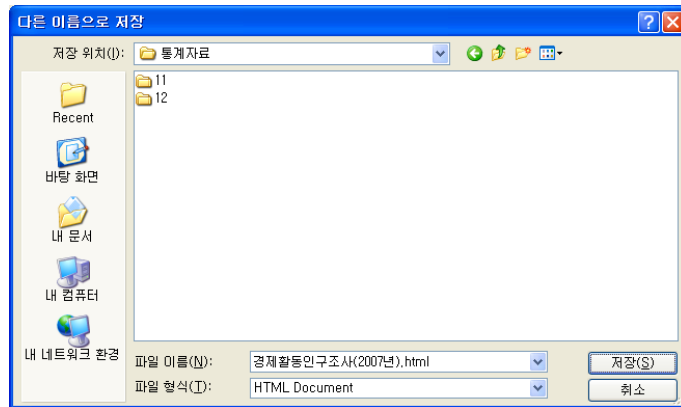 다른 이름으로 저장
저장 위치(I): 통계자료
11
12
Recent
바탕 화면
내 문서
내 컴퓨터
내 네트워크 환경
파일 이름(N): 경제활동인구조사(2007년).html 저장(S)
파일 형식(T): HTML Document 취소